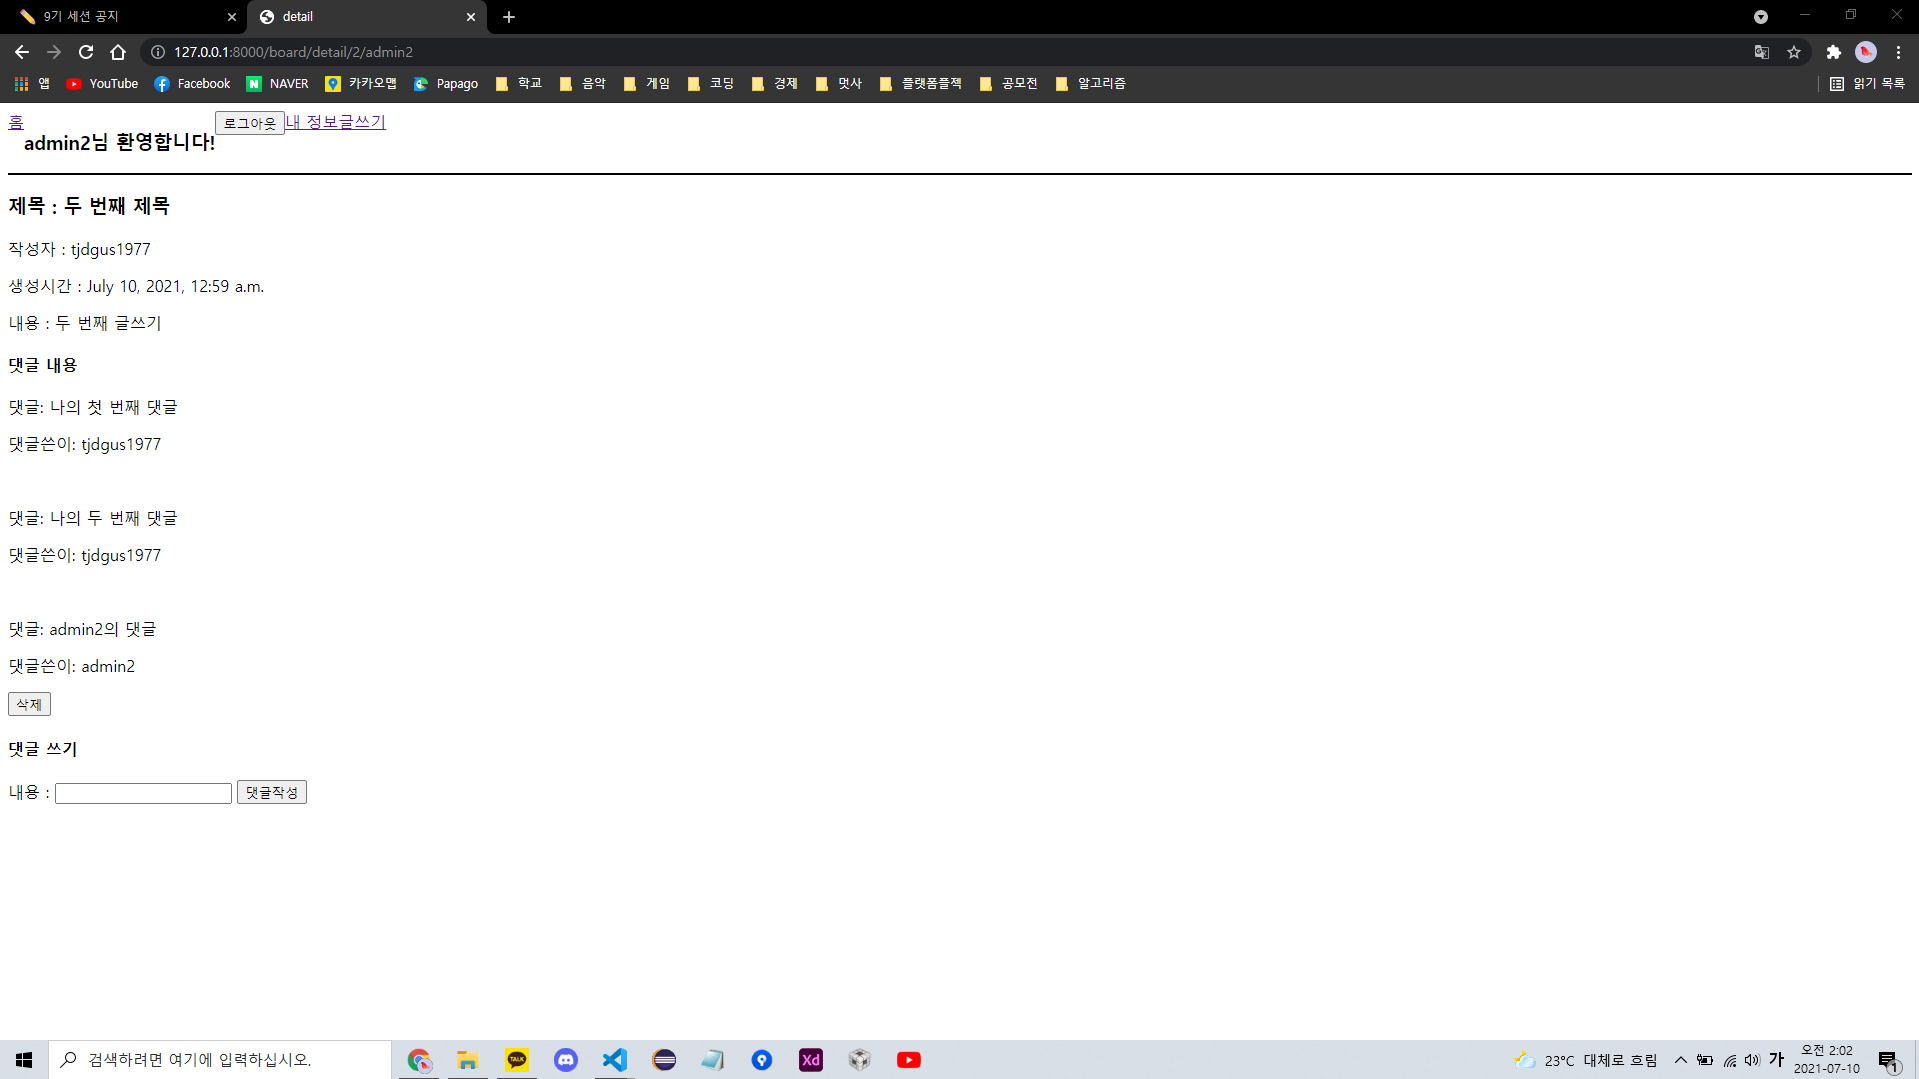 9기 세션 공지
detail
127.0.0.1:8000/board/detail/2/admin2
앱 YouTube Facebook NAVER 카카오맵 Papago 학교 음악 게임 코딩 경제 멋사 플랫폼플젝 공모전 알고리즘 읽기 목록
홈 admin2님 환영합니다! 로그아웃 내 정보글쓰기
제목 : 두 번째 제목
작성자 : tjdgus1977
생성시간 : July 10, 2021, 12:59 a.m.
내용 : 두 번째 글쓰기
댓글 내용
댓글: 나의 첫 번째 댓글
댓글쓴이: tjdgus1977
댓글: 나의 두 번째 댓글
댓글쓴이: tjdgus1977
댓글: admin2의 댓글
댓글쓴이: admin2
삭제
댓글 쓰기
내용 : 댓글작성
검색하려면 여기에 입력하십시오.
TALK
Xd
23°C 대체로 흐림
가
오전 2:02
2021-07-10
1